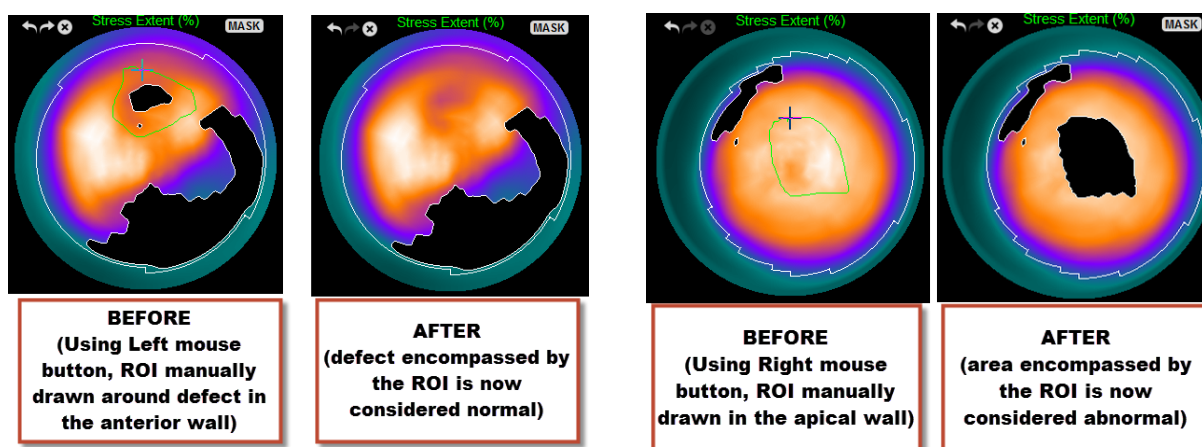 Stress Extent (%)
MASK
Stress Extent (%)
MASK
Stress Extent (%)
MASK
Stress Extent (%)
MASK
BEFORE
(Using Left mouse
button, ROI manually
drawn around defect in
the anterior wall)
AFTER
(defect encompassed by
the ROI is now
considered normal)
BEFORE
(Using Right mouse
button, ROI manually
drawn in the apical wall)
AFTER
(area encompassed by
the ROI is now
considered abnormal)